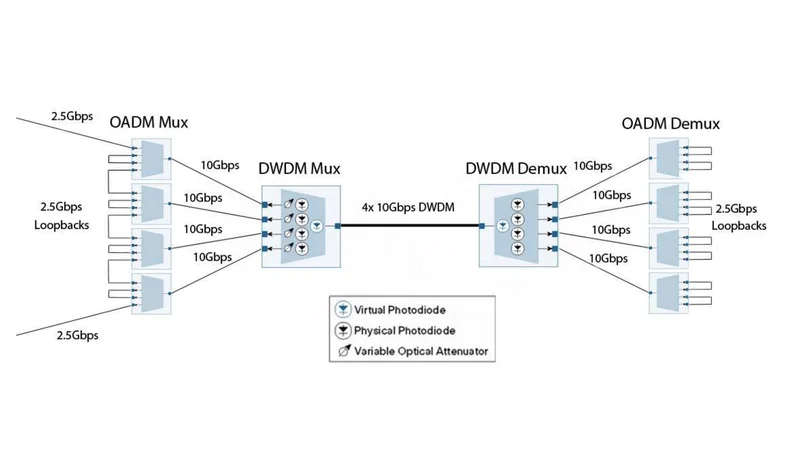 2.5Gbps
OADM Mux
OADM Demux
10Gbps
DWDM Mux
DWDM Demux
10Gbps
10Gbps
10Gbps
2.5Gbps
Loopbacks
4x 10Gbps DWDM
2.5Gbps
Loopbacks
10Gbps
10Gbps
10Gbps
10Gbps
2.5Gbps
Virtual Photodiode
Physical Photodiode
Variable Optical Attenuator